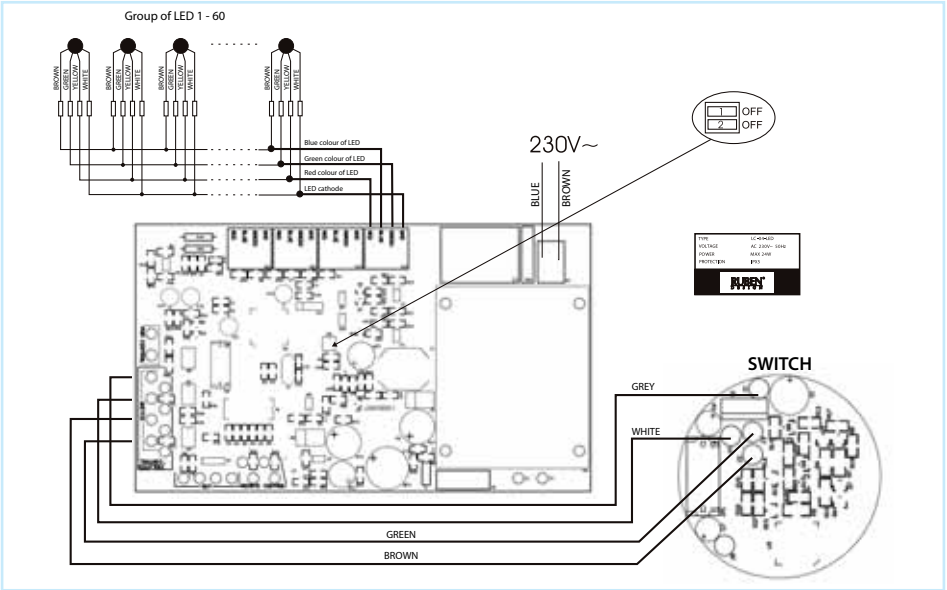 Group of LED 1 - 60
BROWN
GREEN
YELLOW
WHITE
BROWN
GREEN
YELLOW
WHITE
BROWN
GREEN
YELLOW
WHITE
BROWN
GREEN
YELLOW
WHITE
Blue colour of LED
Green colour of LED
Red colour of LED
LED cathode
1 OFF
2 OFF
230V~
BLUE
BROWN
TYPE
VOLTAGE AC 230V~ 50Hz
POWER MAX 24W
PROTECTION IPX5
SWITCH
GREY
WHITE
GREEN
BROWN